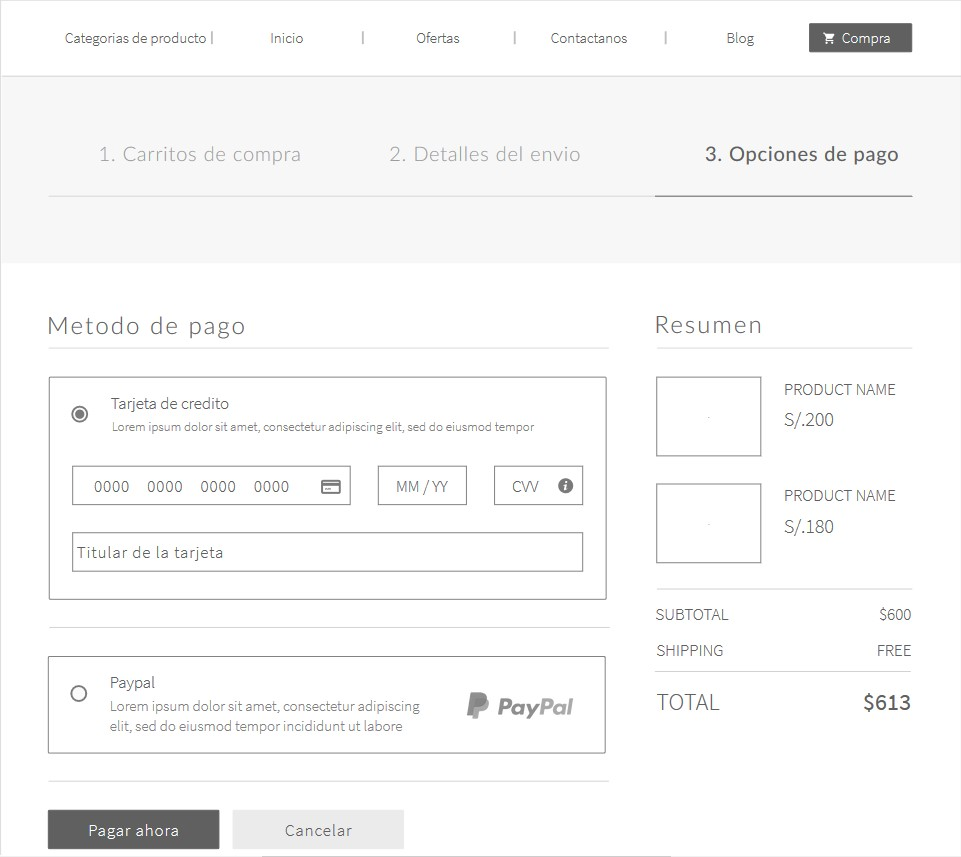 Categorias de producto | Inicio | Ofertas | Contactanos | Blog Compra
1. Carritos de compra 2. Detalles del envio 3. Opciones de pago
Metodo de pago
Tarjeta de credito
Lorem ipsum dolor sit amet, consectetur adipiscing elit, sed do eiusmod tempor
0000 0000 0000 0000 MM / YY CVV
Titular de la tarjeta
Paypal
Lorem ipsum dolor sit amet, consectetur adipiscing
elit, sed do eiusmod tempor incididunt ut labore
PayPal
Pagar ahora Cancelar
Resumen
PRODUCT NAME
S/.200
PRODUCT NAME
S/.180
SUBTOTAL $600
SHIPPING FREE
TOTAL $613